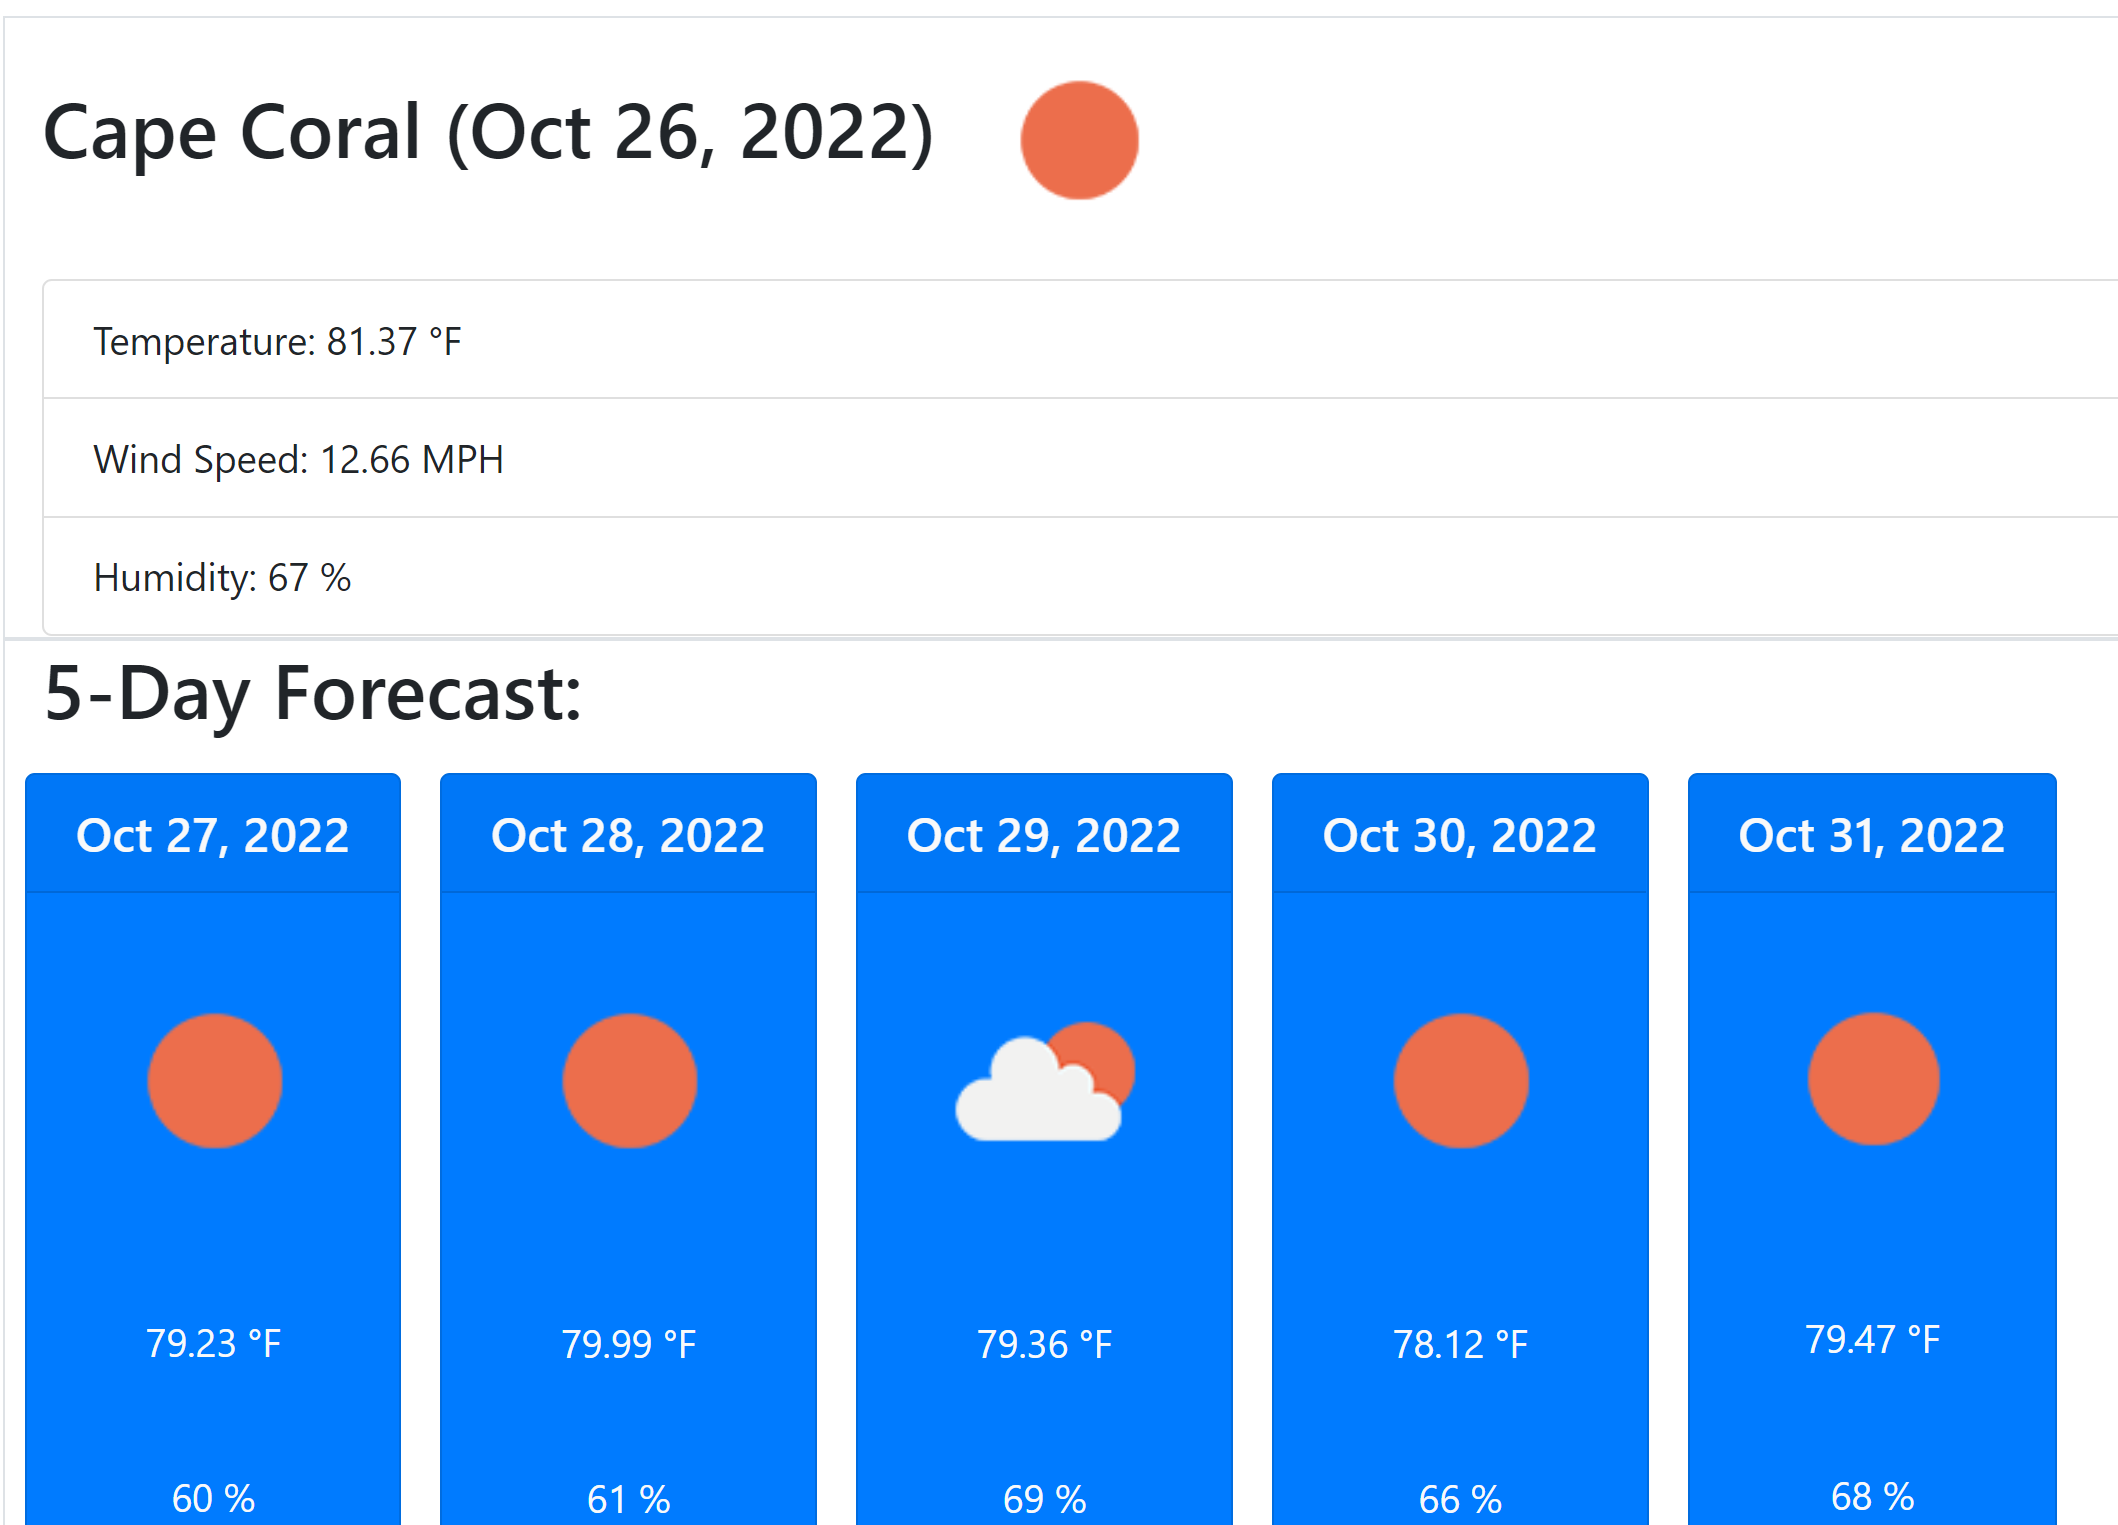 Cape Coral (Oct 26, 2022)
Temperature: 81.37 °F
Wind Speed: 12.66 MPH
Humidity: 67 %
5-Day Forecast:
Oct 27, 2022
79.23 °F
60 %
Oct 28, 2022
79.99 °F
61 %
Oct 29, 2022
79.36 °F
69 %
Oct 30, 2022
78.12 °F
66 %
Oct 31, 2022
79.47 °F
68 %